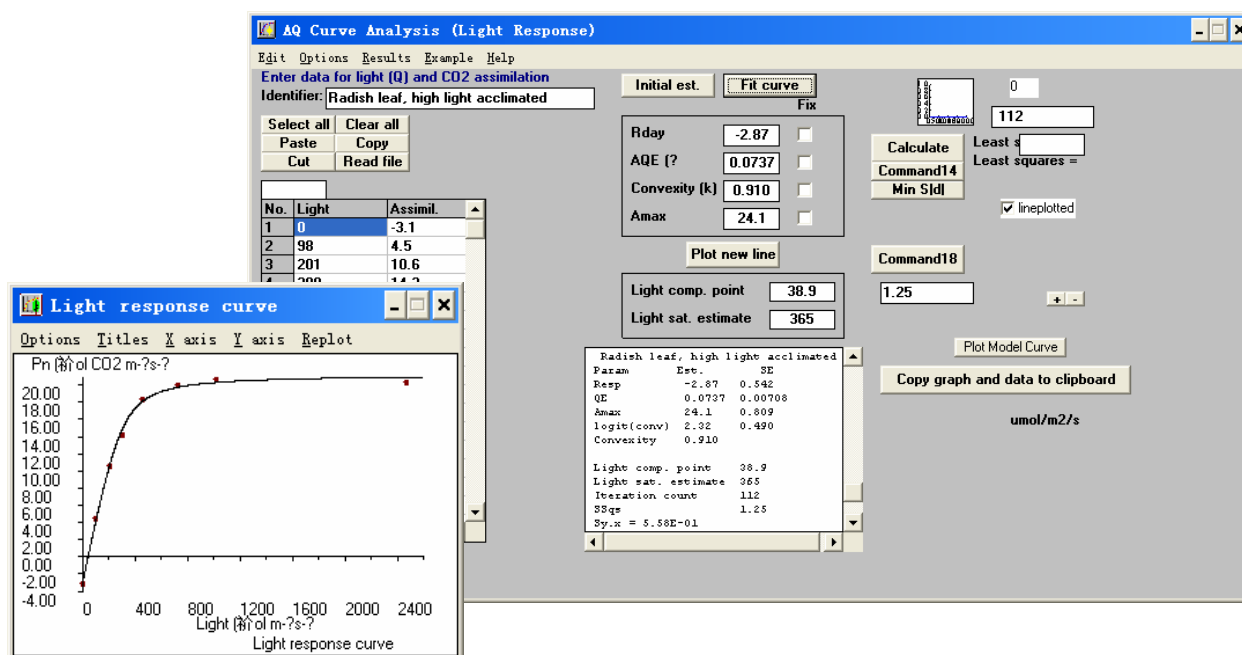 AQ Curve Analysis (Light Response)
Edit Options Results Example Help
Enter data for light (Q) and CO2 assimilation
Identifier: Radish leaf, high light acclimated
Select all Clear all
Paste Copy
Cut Read file
No. Light Assimil.
1 0 -3.1
2 98 4.5
3 201 10.6
Initial est. Fit curve
Fix
Rday -2.87
AQE (? 0.0737
Convexity (k) 0.910
Amax 24.1
Plot new line
Light comp. point 38.9
Light sat. estimate 365
Radish leaf, high light acclimated
Param Est. SE
Resp -2.87 0.542
QE 0.0737 0.00708
Amax 24.1 0.809
logit(conv) 2.32 0.490
Convexity 0.910
Light comp. point 38.9
Light sat. estimate 365
Iteration count 112
SSqs 1.25
Sy.x = 5.58E-01
0
112
Calculate Least s
Command14 Least squares =
Min S|d|
lineplotted
Command18
1.25
+ -
Plot Model Curve
Copy graph and data to clipboard
umol/m2/s
Light response curve
Options Titles X axis Y axis Replot
Pn (祄ol CO2 m-?s-?
20.00
18.00
16.00
14.00
12.00
10.00
8.00
6.00
4.00
2.00
0.00
-2.00
-4.00
0 400 800 1200 1600 2000 2400
Light (祄ol m-?s-?
Light response curve